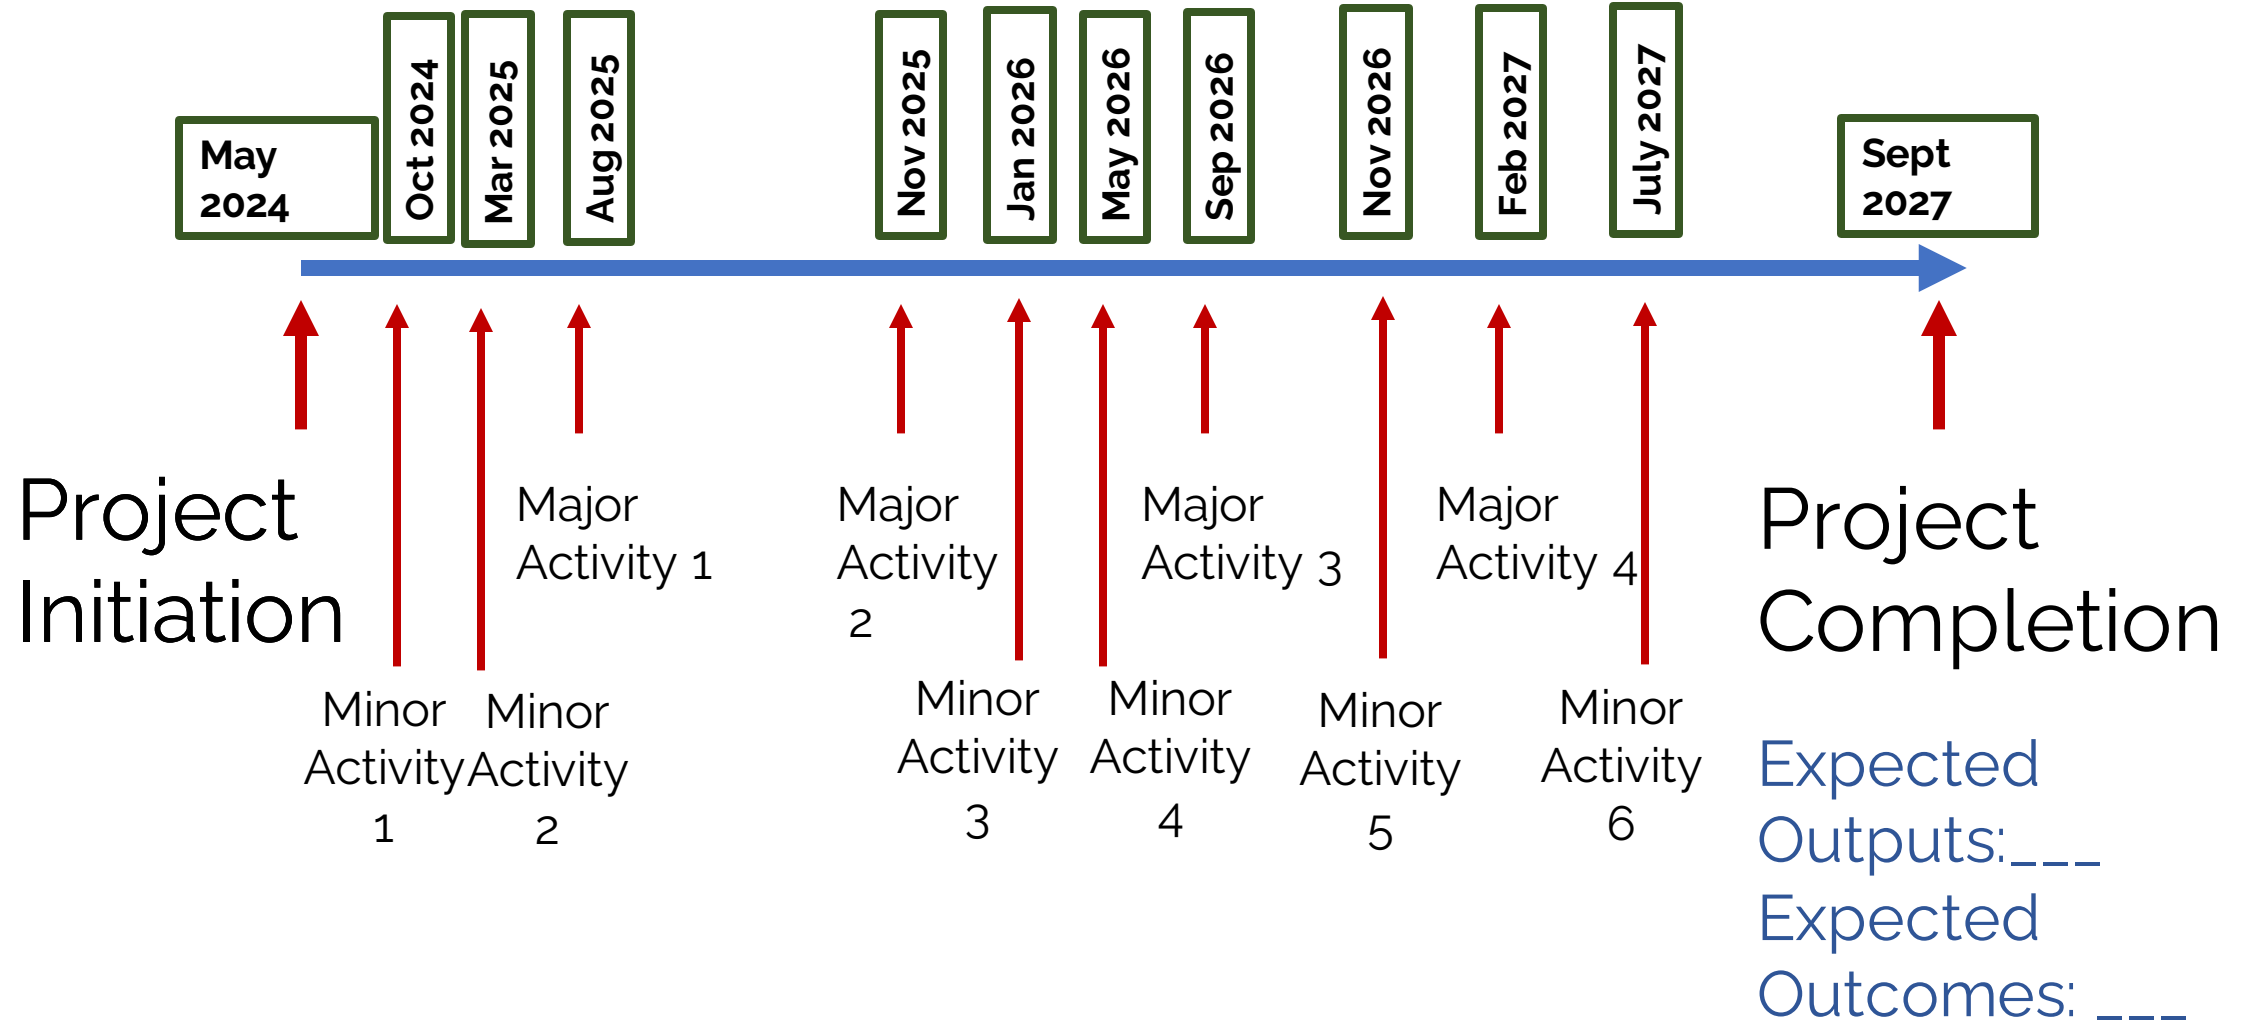 May
2024
Oct 2024
Mar 2025
Aug 2025
Nov 2025
Jan 2026
May 2026
Sep 2026
Nov 2026
Feb 2027
July 2027
Sept
2027
Project
Initiation
Major
Activity 1
Major
Activity
2
Major
Activity 3
Major
Activity 4
Project
Completion
Minor
Activity
1
Minor
Activity
2
Minor
Activity
3
Minor
Activity
4
Minor
Activity
5
Minor
Activity
6
Expected
Outputs:___
Expected
Outcomes: ___